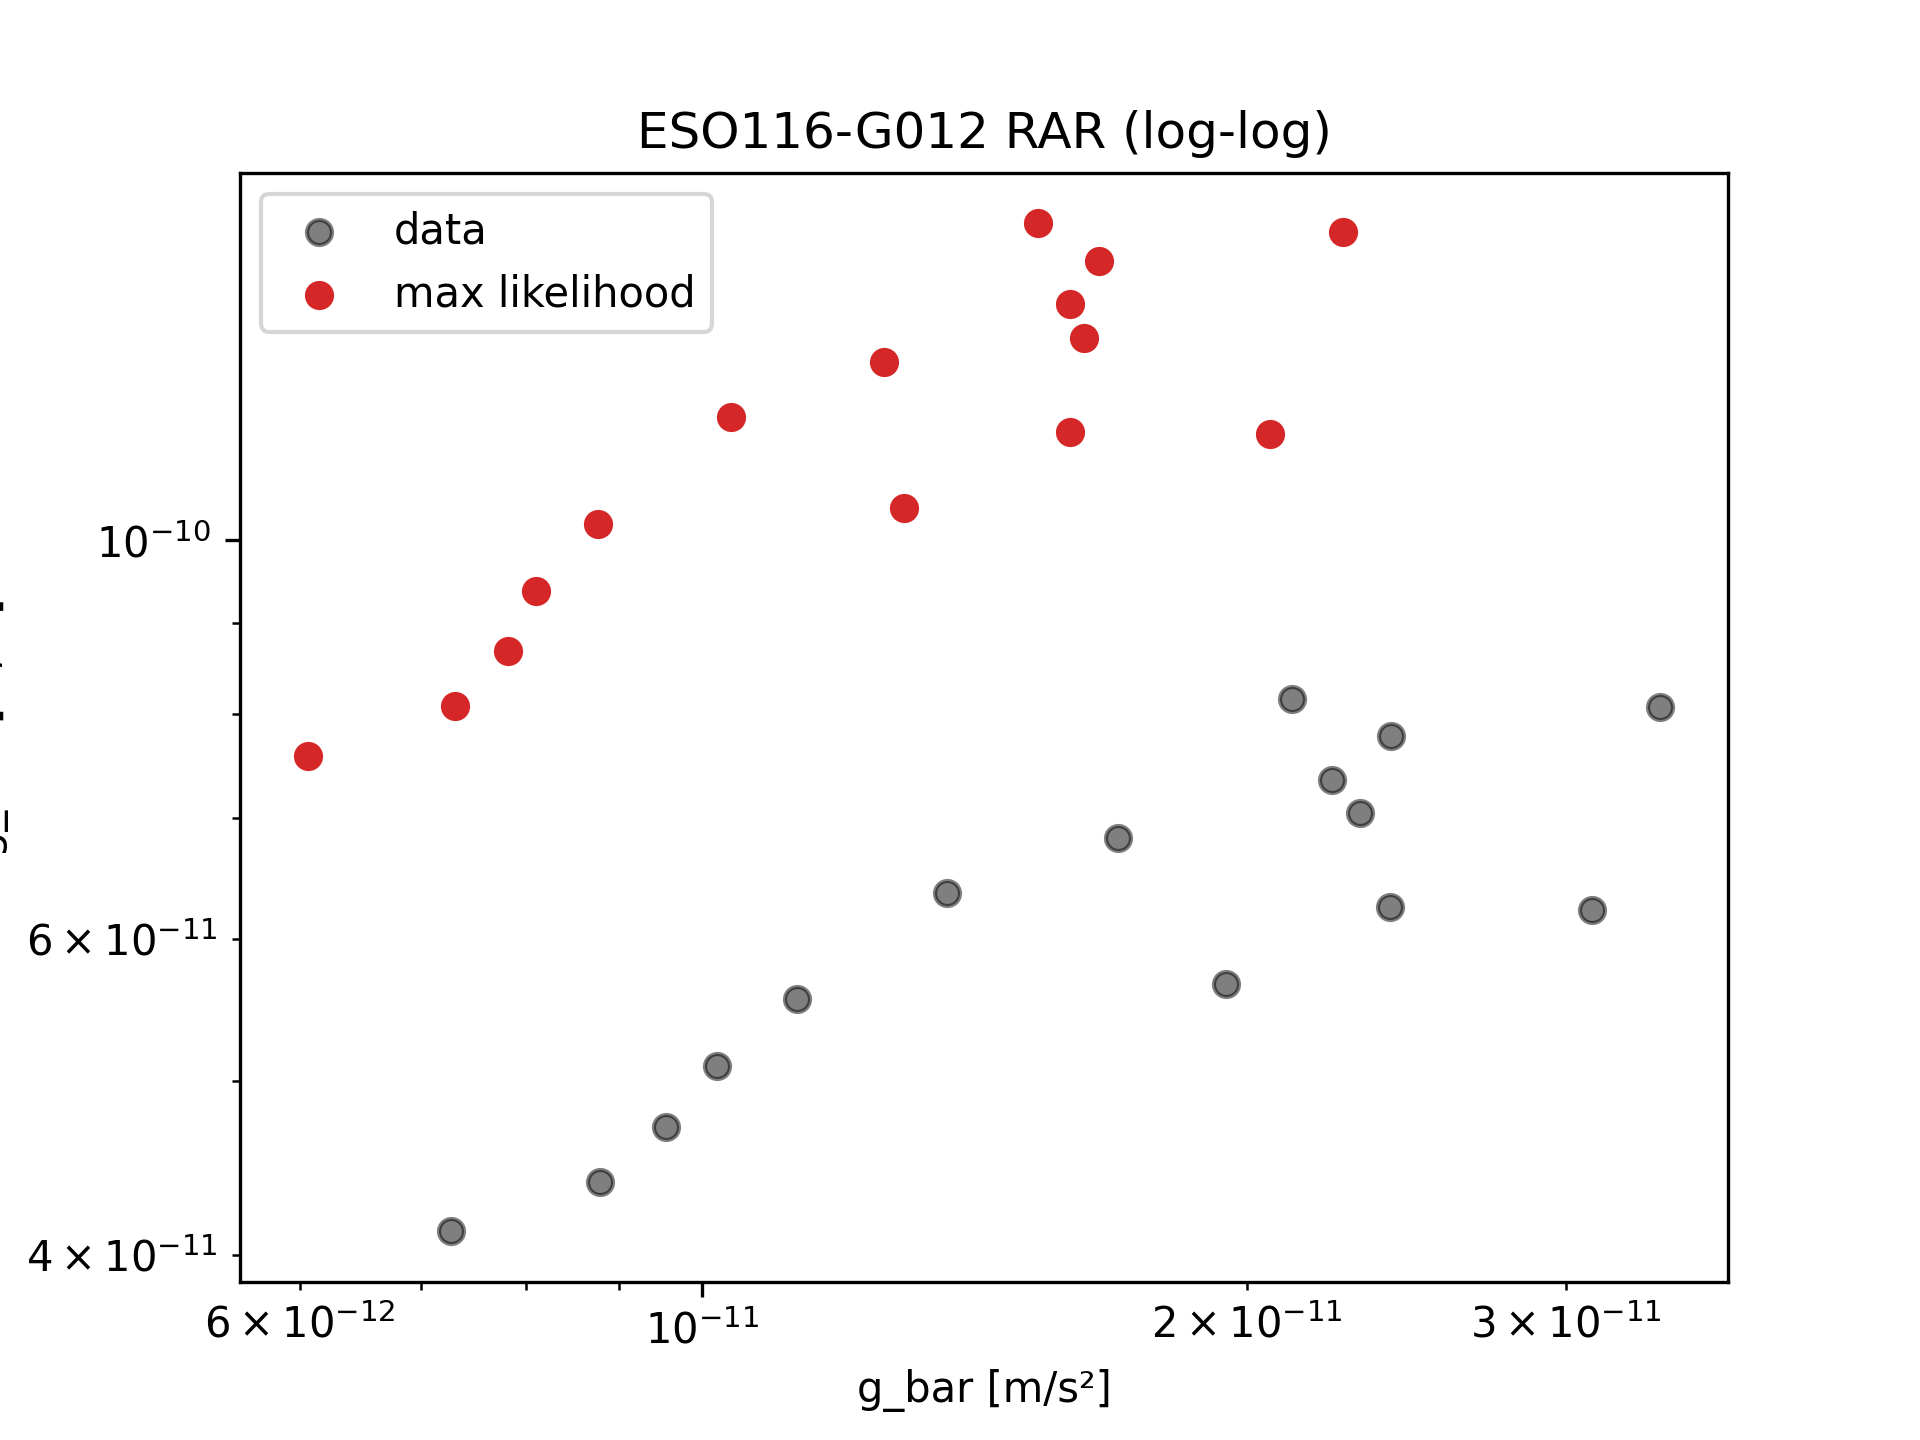 ESO116-G012 RAR (log-log)
data
max likelihood
10⁻¹⁰
6 × 10⁻¹¹
4 × 10⁻¹¹
6 × 10⁻¹² 10⁻¹¹ 2 × 10⁻¹¹ 3 × 10⁻¹¹
g_bar [m/s²]